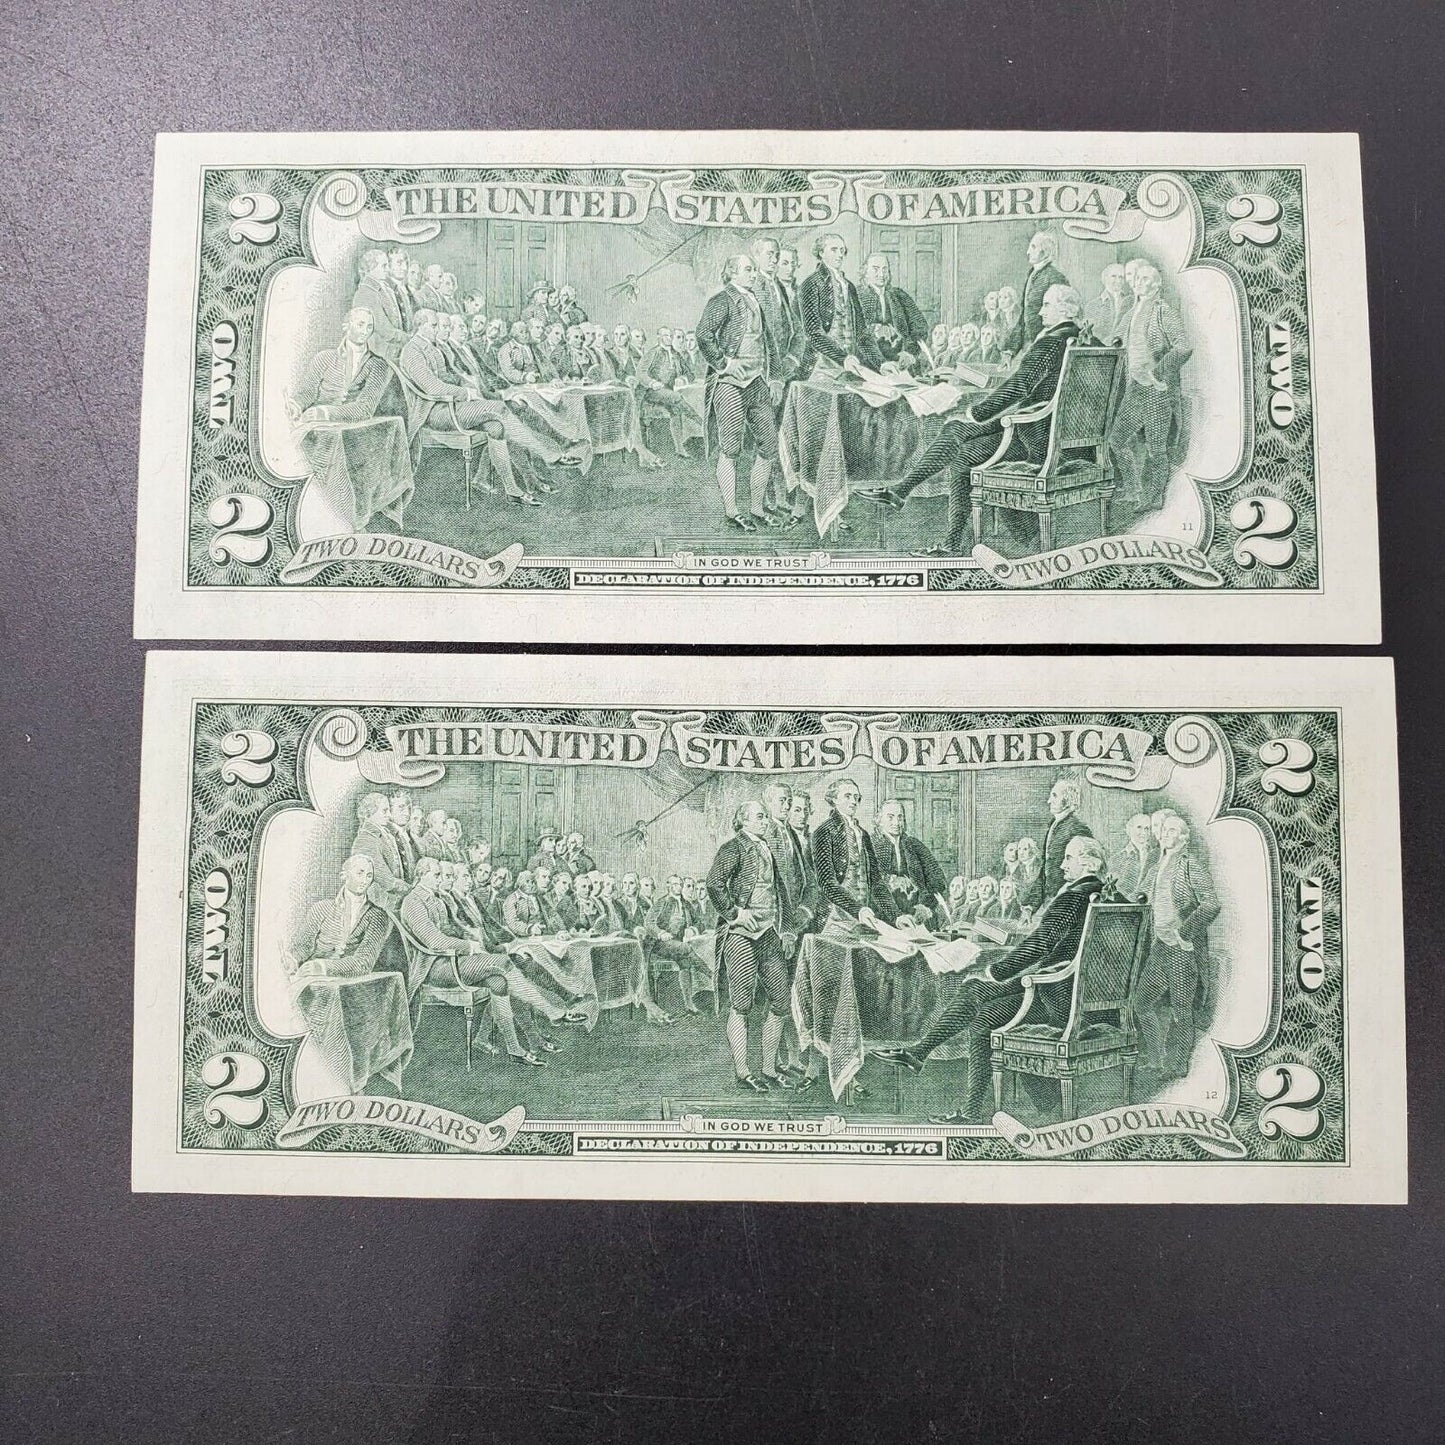 2 THE UNITED STATES OF AMERICA 2
TWO TWO
11
2 TWO DOLLARS IN GOD WE TRUST TWO DOLLARS 2
DECLARATION OF INDEPENDENCE, 1776
2 THE UNITED STATES OF AMERICA 2
TWO TWO
12
2 TWO DOLLARS IN GOD WE TRUST TWO DOLLARS 2
DECLARATION OF INDEPENDENCE, 1776